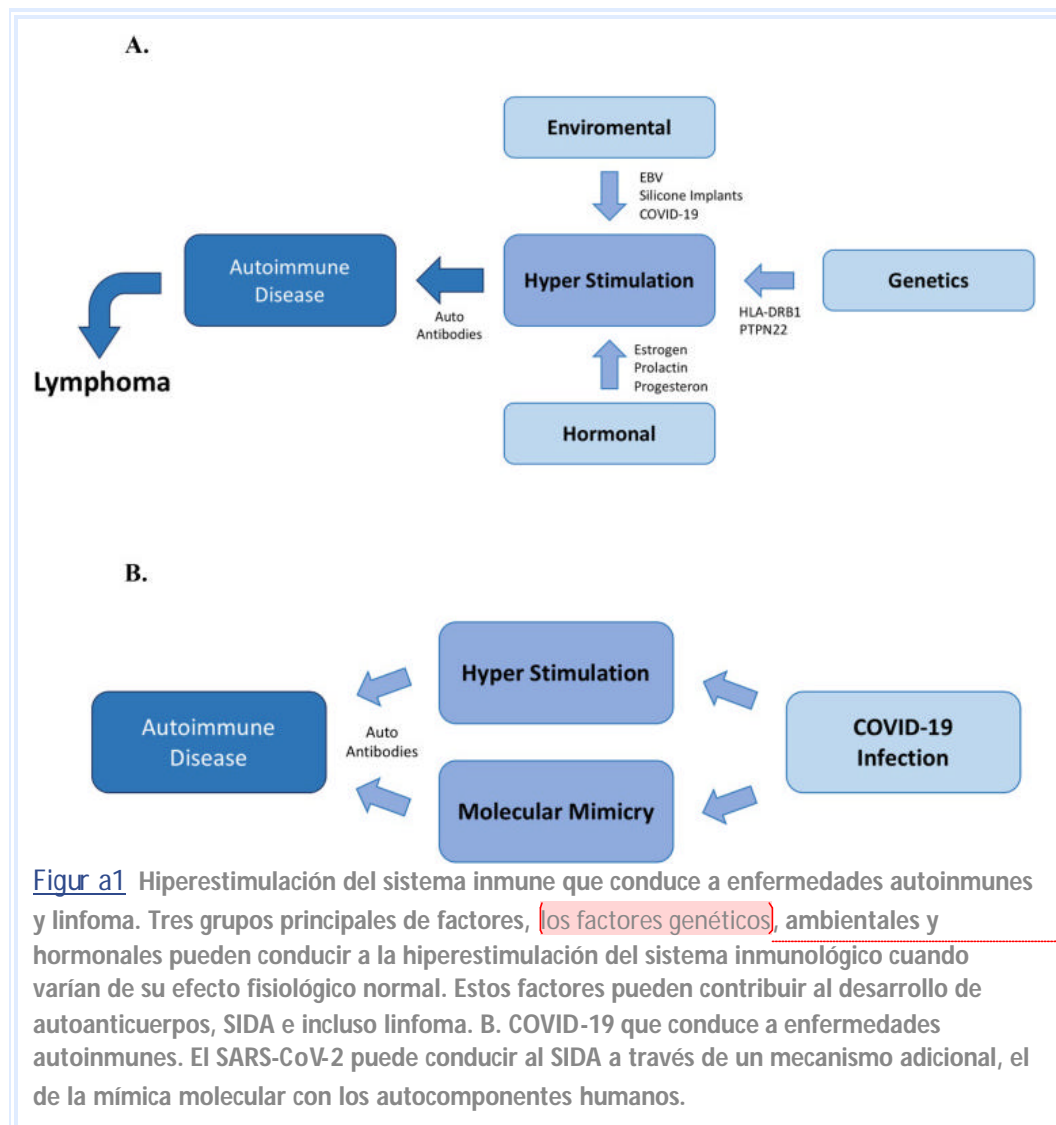 A.
Enviromental
EBV
Silicone Implants
COVID-19
Autoimmune
Disease
Auto
Antibodies
Hyper Stimulation
HLA-DRB1
PTPN22
Genetics
Lymphoma
Estrogen
Prolactin
Progesteron
Hormonal
B.
Hyper Stimulation
Autoimmune
Disease
Auto
Antibodies
COVID-19
Infection
Molecular Mimicry
Figur a1 Hiperestimulación del sistema inmune que conduce a enfermedades autoinmunes
y linfoma. Tres grupos principales de factores, los factores genéticos, ambientales y
hormonales pueden conducir a la hiperestimulación del sistema inmunológico cuando
varían de su efecto fisiológico normal. Estos factores pueden contribuir al desarrollo de
autoanticuerpos, SIDA e incluso linfoma. B. COVID-19 que conduce a enfermedades
autoinmunes. El SARS-CoV-2 puede conducir al SIDA a través de un mecanismo adicional, el
de la mímica molecular con los autocomponentes humanos.